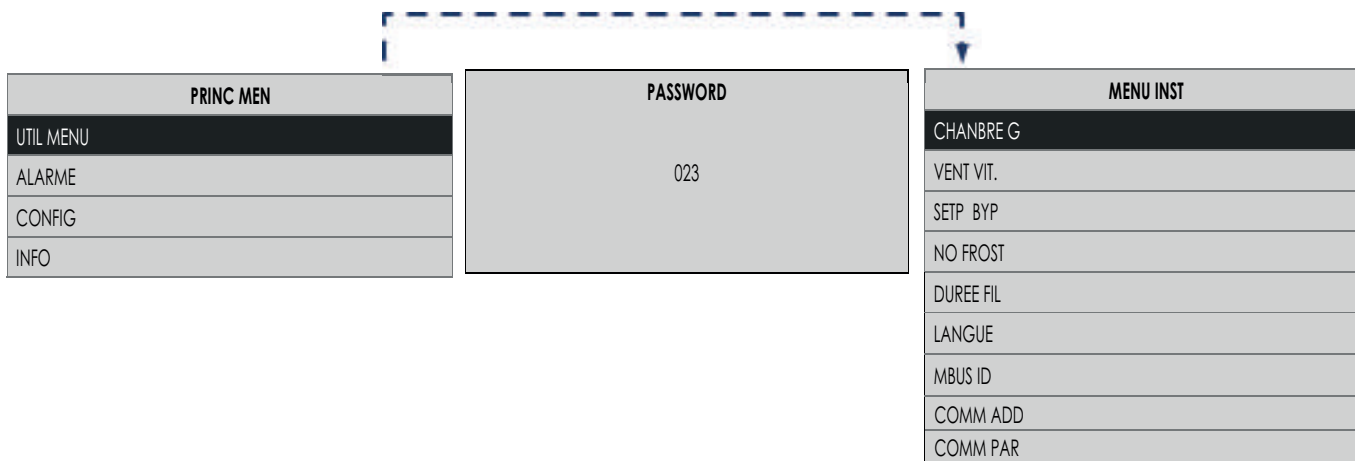 PRINC MEN
UTIL MENU
ALARME
CONFIG
INFO
PASSWORD
023
MENU INST
CHANBRE G
VENT VIT.
SETP BYP
NO FROST
DUREE FIL
LANGUE
MBUS ID
COMM ADD
COMM PAR